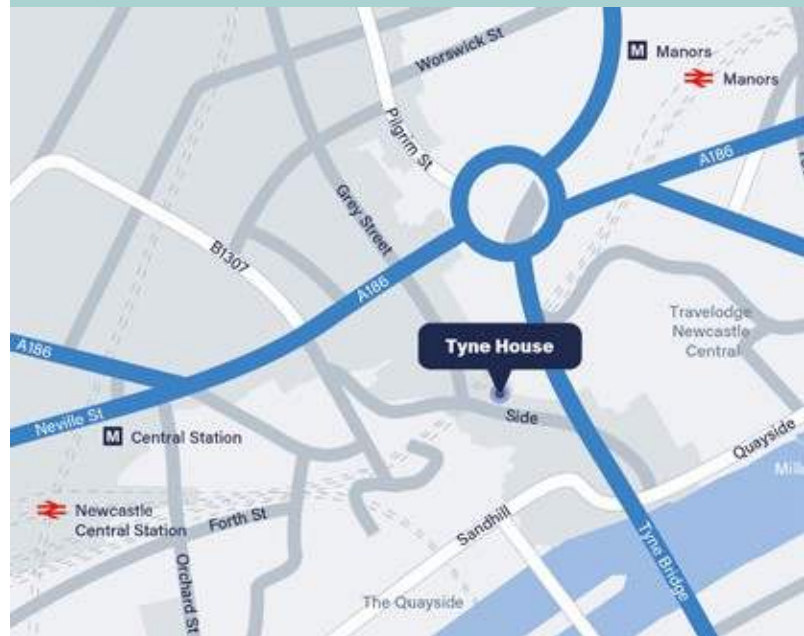 Worswick St
M Manors
Manors
Pilgrim St
A186
Grey Street
B1307
A186
Travelodge
Newcastle
Central
Tyne House
A186
Side
Neville St
M Central Station
Quayside
Newcastle
Central Station
Forth St
Sandhill
Tyne Bridge
Orchard St
The Quayside